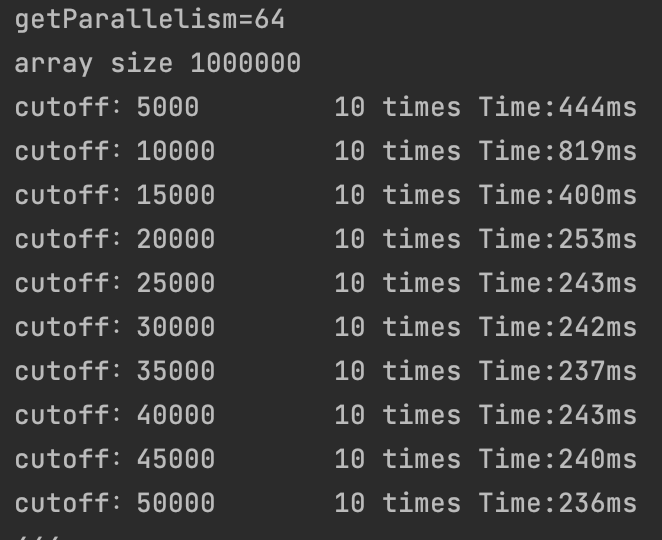 getParallelism=64
array size 1000000
cutoff: 5000 10 times Time:444ms
cutoff: 10000 10 times Time:819ms
cutoff: 15000 10 times Time:400ms
cutoff: 20000 10 times Time:253ms
cutoff: 25000 10 times Time:243ms
cutoff: 30000 10 times Time:242ms
cutoff: 35000 10 times Time:237ms
cutoff: 40000 10 times Time:243ms
cutoff: 45000 10 times Time:240ms
cutoff: 50000 10 times Time:236ms